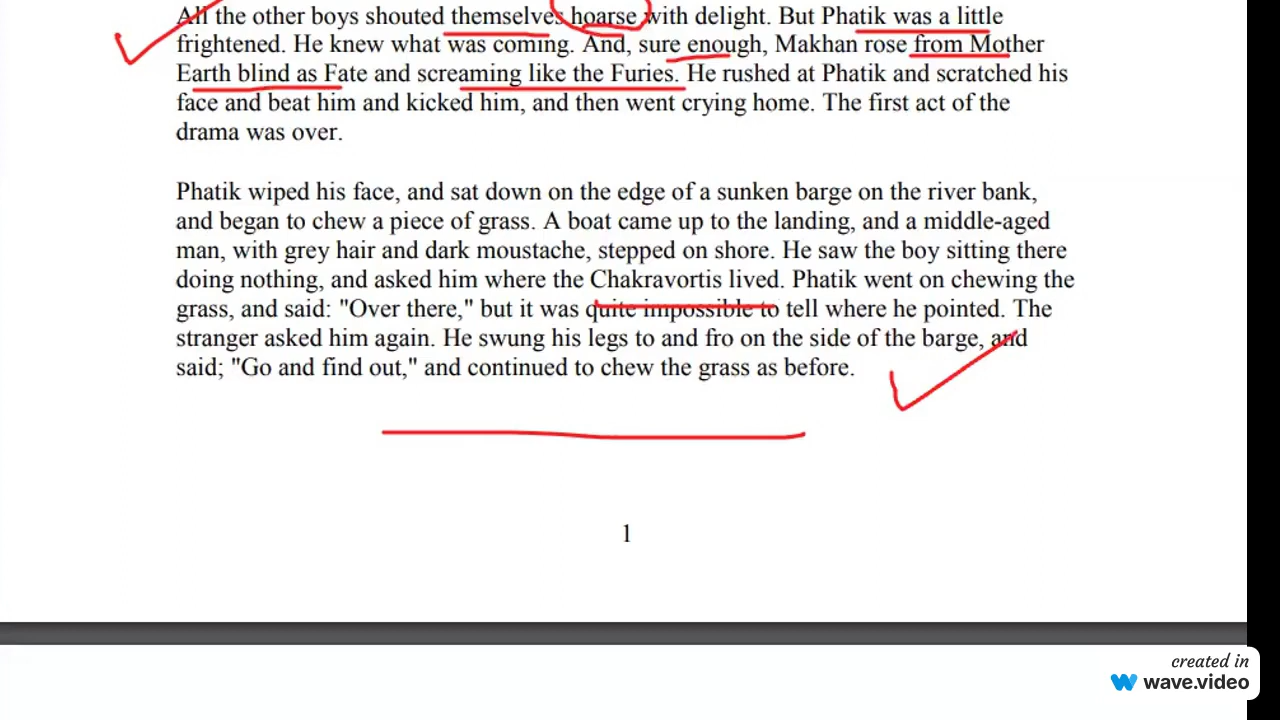 All the other boys shouted themselves hoarse with delight. But Phatik was a little
frightened. He knew what was coming. And, sure enough, Makhan rose from Mother
Earth blind as Fate and screaming like the Furies. He rushed at Phatik and scratched his
face and beat him and kicked him, and then went crying home. The first act of the
drama was over.
Phatik wiped his face, and sat down on the edge of a sunken barge on the river bank,
and began to chew a piece of grass. A boat came up to the landing, and a middle-aged
man, with grey hair and dark moustache, stepped on shore. He saw the boy sitting there
doing nothing, and asked him where the Chakravortis lived. Phatik went on chewing the
grass, and said: "Over there," but it was quite impossible to tell where he pointed. The
stranger asked him again. He swung his legs to and fro on the side of the barge, and
said; "Go and find out," and continued to chew the grass as before.
1
created in
wave.video